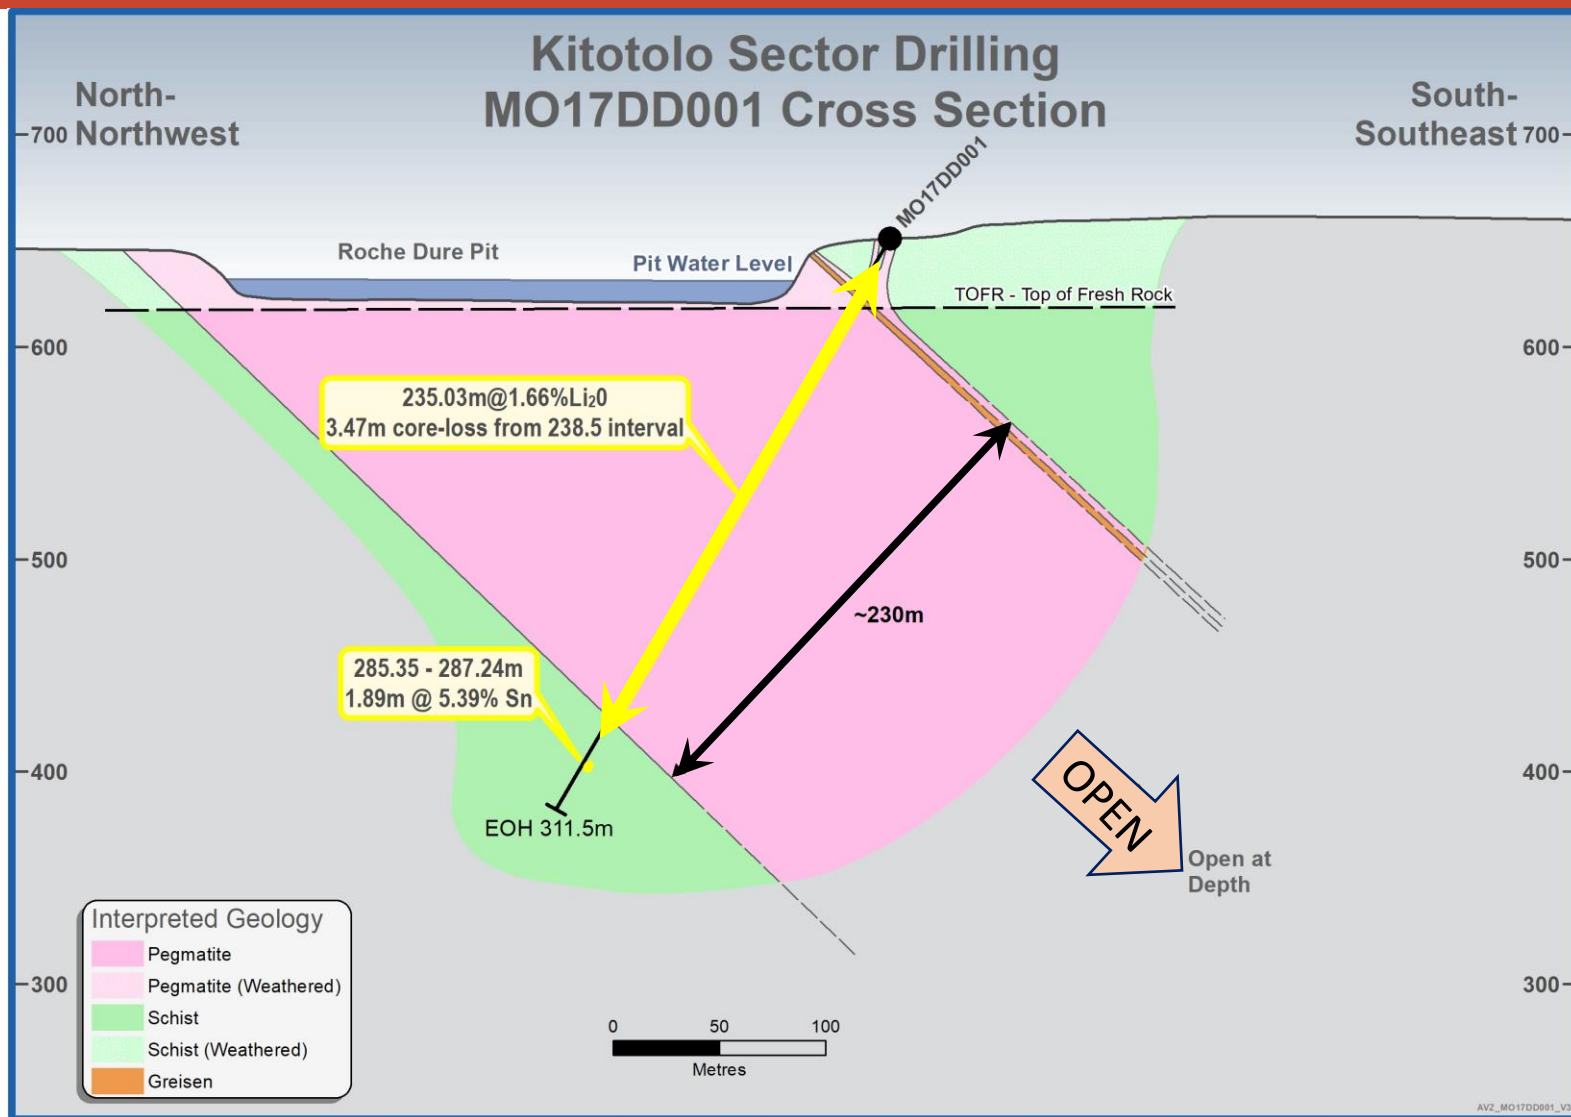 Kitotolo Sector Drilling
MO17DD001 Cross Section
North-
Northwest
South-
Southeast
700
700
MO17DD001
Roche Dure Pit
Pit Water Level
TOFR - Top of Fresh Rock
600
600
235.03m@1.66%Li₂0
3.47m core-loss from 238.5 interval
500
500
~230m
285.35 - 287.24m
1.89m @ 5.39% Sn
400
400
OPEN
EOH 311.5m
Open at
Depth
Interpreted Geology
Pegmatite
Pegmatite (Weathered)
Schist
Schist (Weathered)
Greisen
300
300
0 50 100
Metres
AVZ_MO17DD001_V3